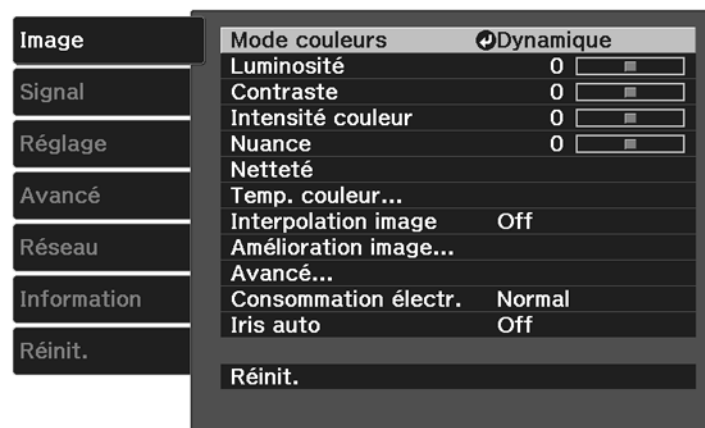 Image
Signal
Réglage
Avancé
Réseau
Information
Réinit.
Mode couleurs Dynamique
Luminosité 0
Contraste 0
Intensité couleur 0
Nuance 0
Netteté
Temp. couleur...
Interpolation image Off
Amélioration image...
Avancé...
Consommation électr. Normal
Iris auto Off
Réinit.